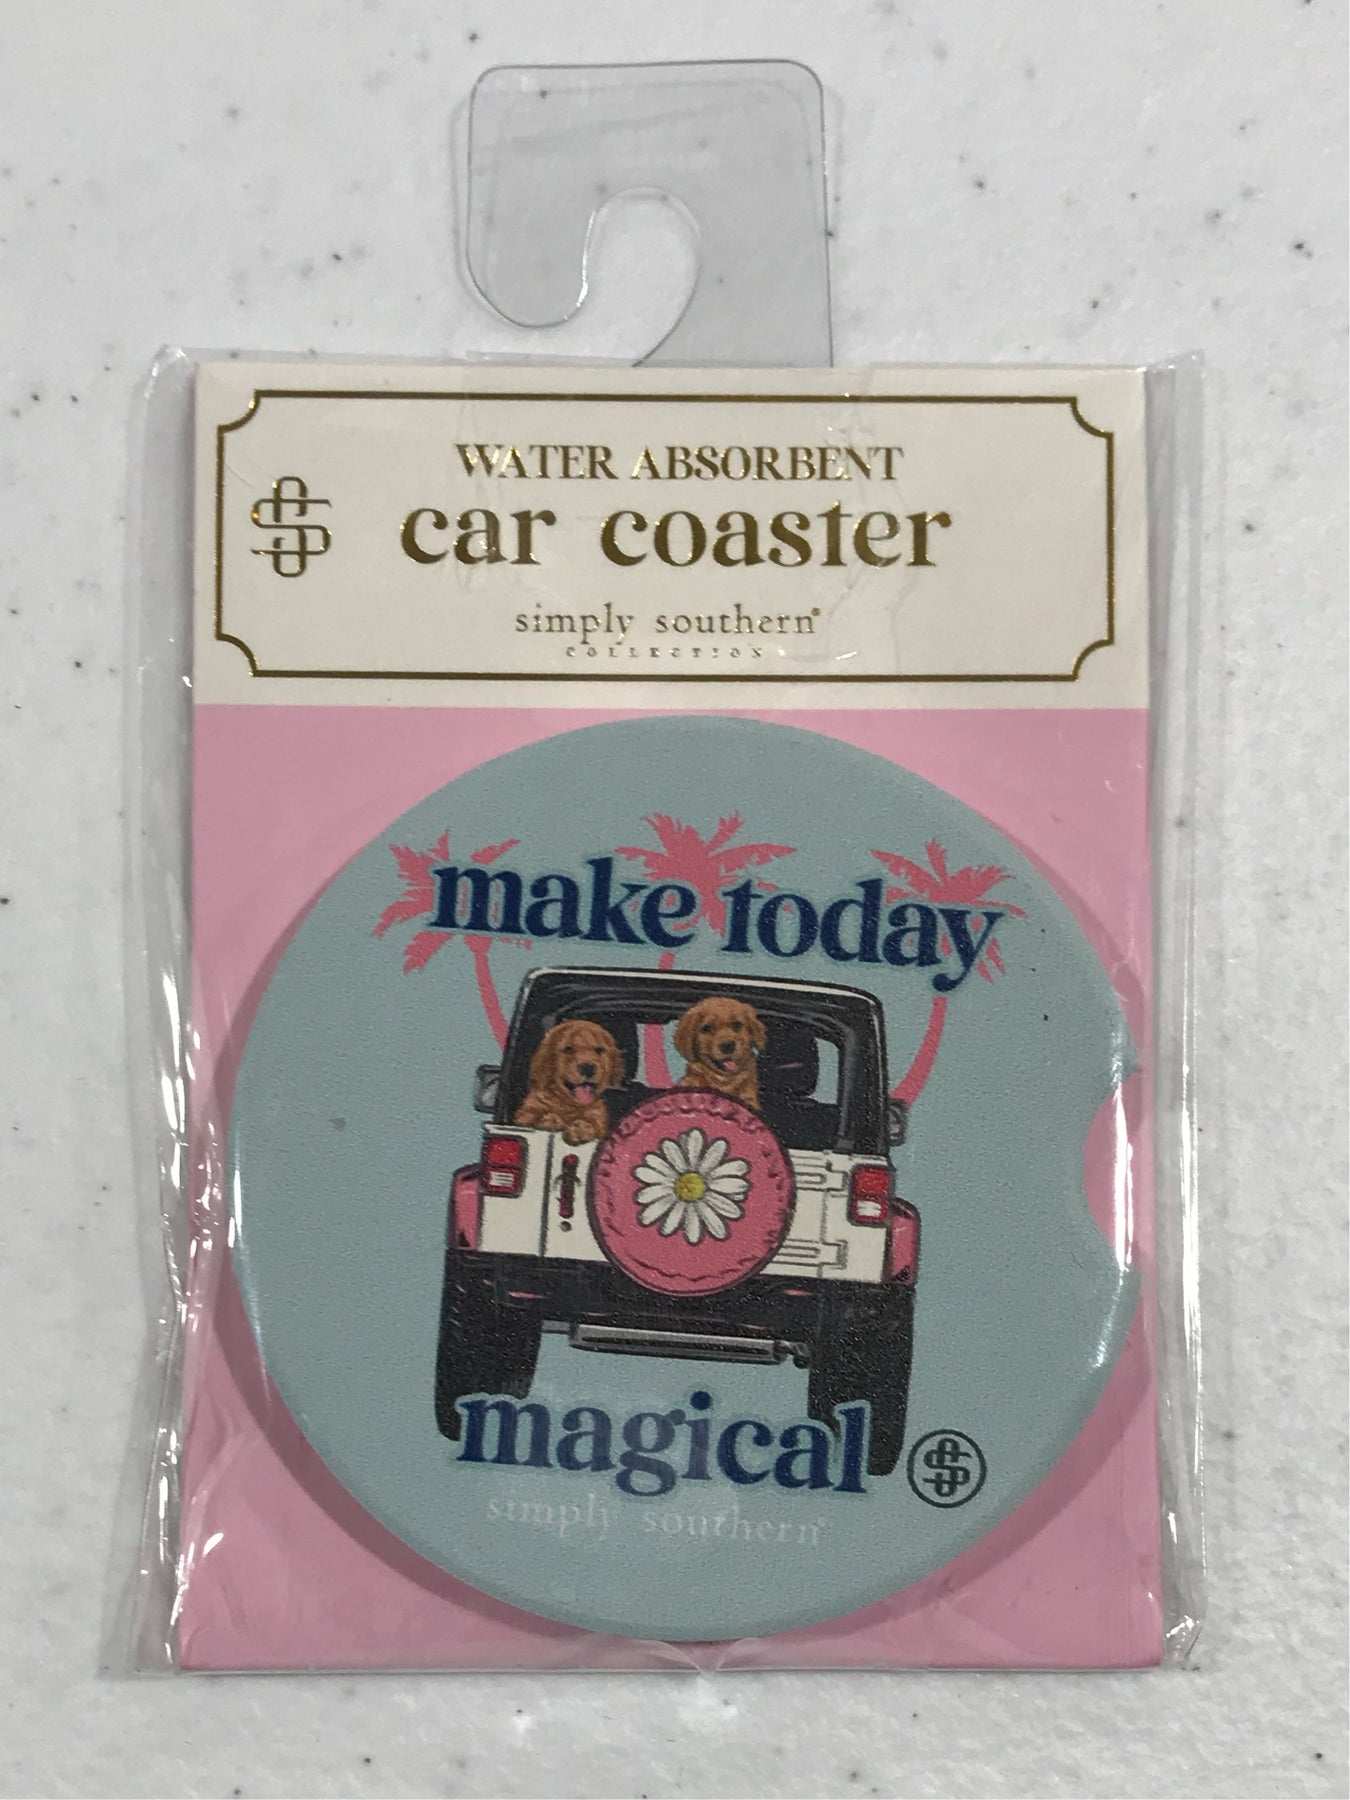 WATER ABSORBENT
car coaster
simply southern®
COLLECTION
make today
magical
simply southern®